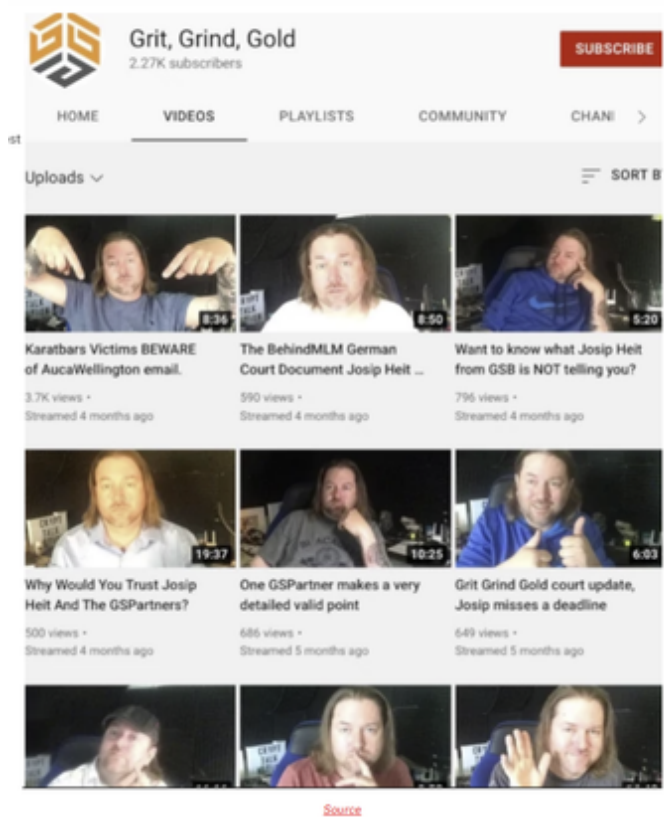 Grit, Grind, Gold
2.27K subscribers
SUBSCRIBE
HOME VIDEOS PLAYLISTS COMMUNITY CHAN
est
Uploads
SORT B
8:36 8:50 5:20
Karatbars Victims BEWARE
of AucaWellington email.
3.7K views •
Streamed 4 months ago
The BehindMLM German
Court Document Josip Heit ...
590 views •
Streamed 4 months ago
Want to know what Josip Heit
from GSB is NOT telling you?
796 views •
Streamed 4 months ago
19:37 10:25 6:03
Why Would You Trust Josip
Heit And The GSPartners?
500 views •
Streamed 4 months ago
One GSPartner makes a very
detailed valid point
686 views •
Streamed 5 months ago
Grit Grind Gold court update,
Josip misses a deadline
649 views •
Streamed 5 months ago
Source